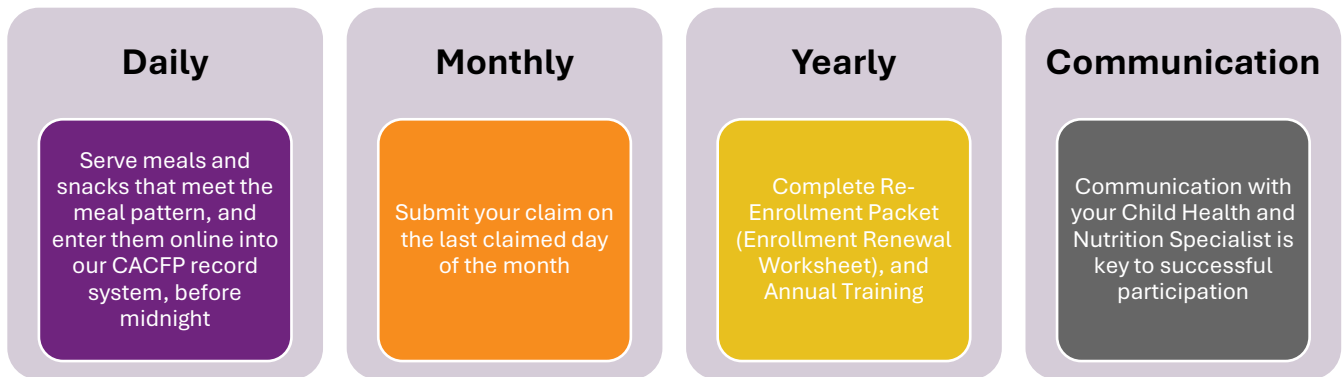 Daily
Serve meals and
snacks that meet the
meal pattern, and
enter them online into
our CACFP record
system, before
midnight
Monthly
Submit your claim on
the last claimed day
of the month
Yearly
Complete Re-
Enrollment Packet
(Enrollment Renewal
Worksheet), and
Annual Training
Communication
Communication with
your Child Health and
Nutrition Specialist is
key to successful
participation